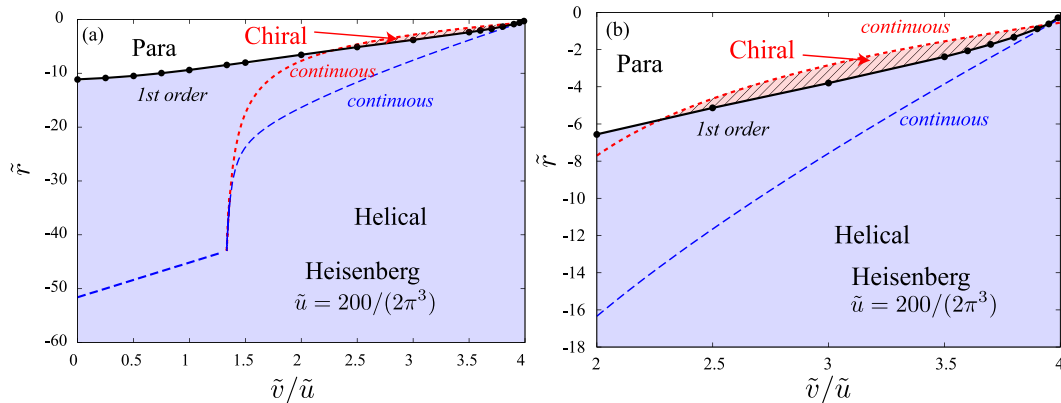 (a)
Para
Chiral
continuous
1st order
continuous
Helical
Heisenberg
ũ = 200/(2π³)
0
-10
-20
-30
-40
-50
-60
r̃
0
0.5
1
1.5
2
2.5
3
3.5
4
ṽ/ũ
(b)
continuous
Chiral
Para
1st order
continuous
Helical
Heisenberg
ũ = 200/(2π³)
0
-2
-4
-6
-8
-10
-12
-14
-16
-18
r̃
2
2.5
3
3.5
4
ṽ/ũ